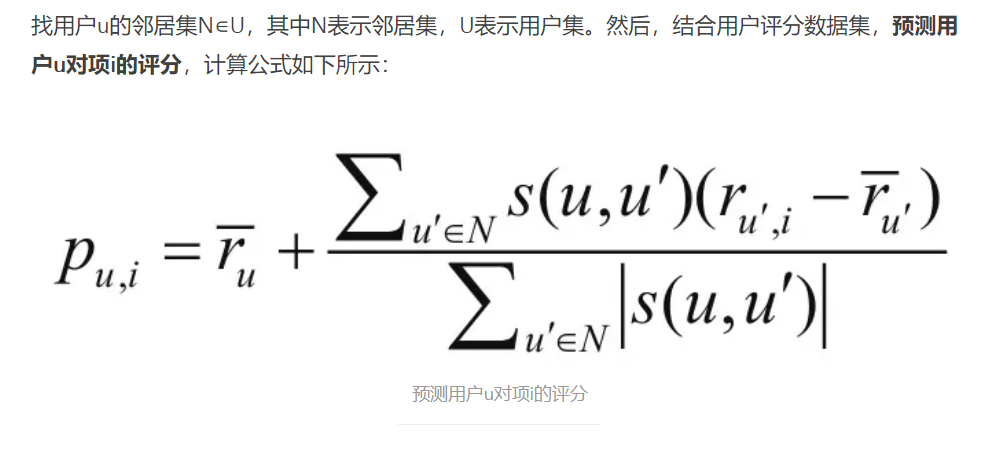 找用户u的邻居集N∈U，其中N表示邻居集，U表示用户集。然后，结合用户评分数据集，预测用
户u对项i的评分，计算公式如下所示：
p_{u,i} = \overline{r}_u + \frac{\sum_{u'∈N} s(u,u')(r_{u',i} - \overline{r}_{u'})}{\sum_{u'∈N} |s(u,u')|}
预测用户u对项i的评分